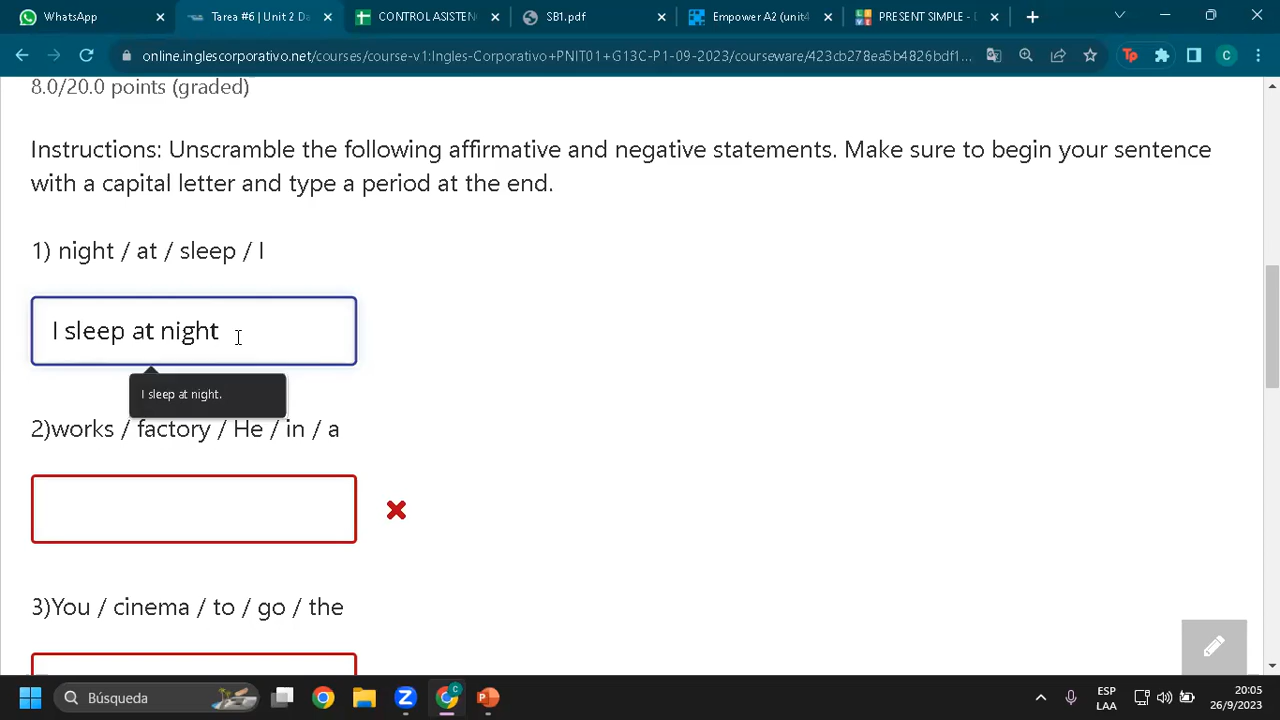 WhatsApp
Tarea #6 | Unit 2 Da
CONTROL ASISTEN
SB1.pdf
Empower A2 (unit4
PRESENT SIMPLE -
online.inglescorporativo.net/courses/course-v1:Ingles-Corporativo+PNIT01+G13C-P1-09-2023/courseware/423cb278ea5b4826bdf1...
Tp
C
8.0/20.0 points (graded)
Instructions: Unscramble the following affirmative and negative statements. Make sure to begin your sentence
with a capital letter and type a period at the end.
1) night / at / sleep / I
I sleep at night
I sleep at night.
2)works / factory / He / in / a
3)You / cinema / to / go / the
Búsqueda
ESP
LAA
20:05
26/9/2023